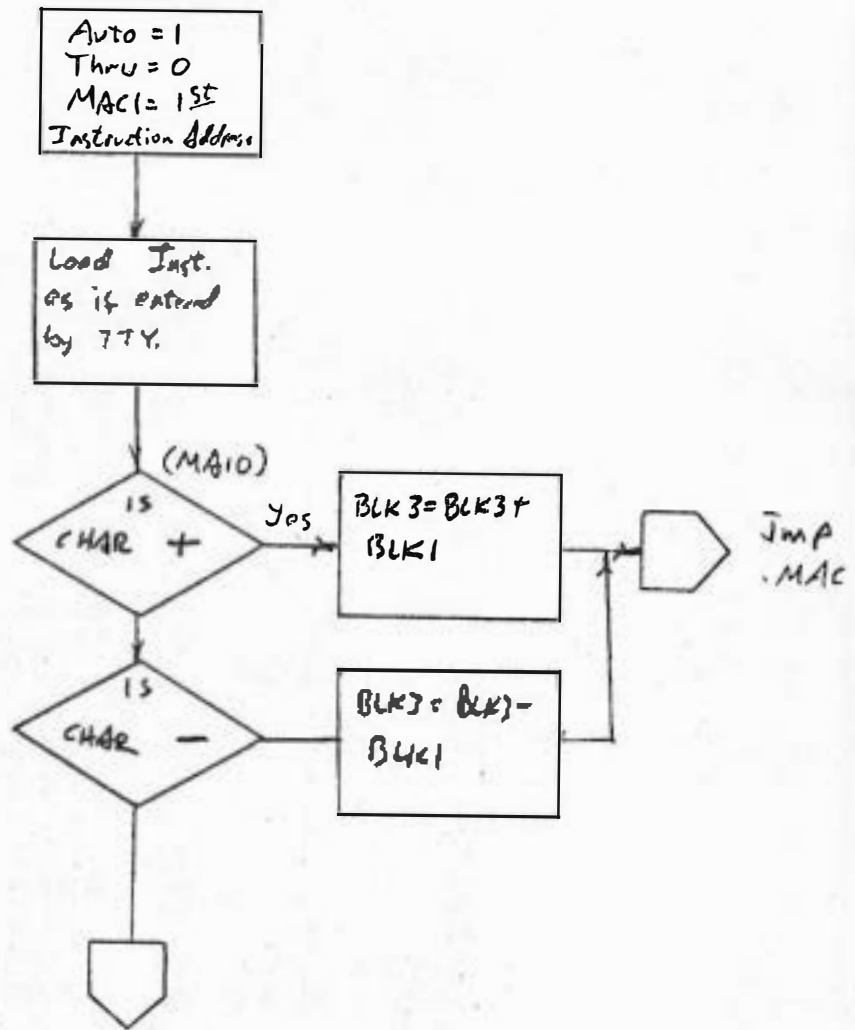 Auto = 1
Thru = 0
MAC1 = 1st
Instruction Address
Load Inst.
as if entered
by TTY.
(MA10)
IS
CHAR +
Yes
BLK3 = BLK3 +
BLK1
Jmp
.MAC
IS
CHAR -
BLK3 = BLK3 -
BLK1